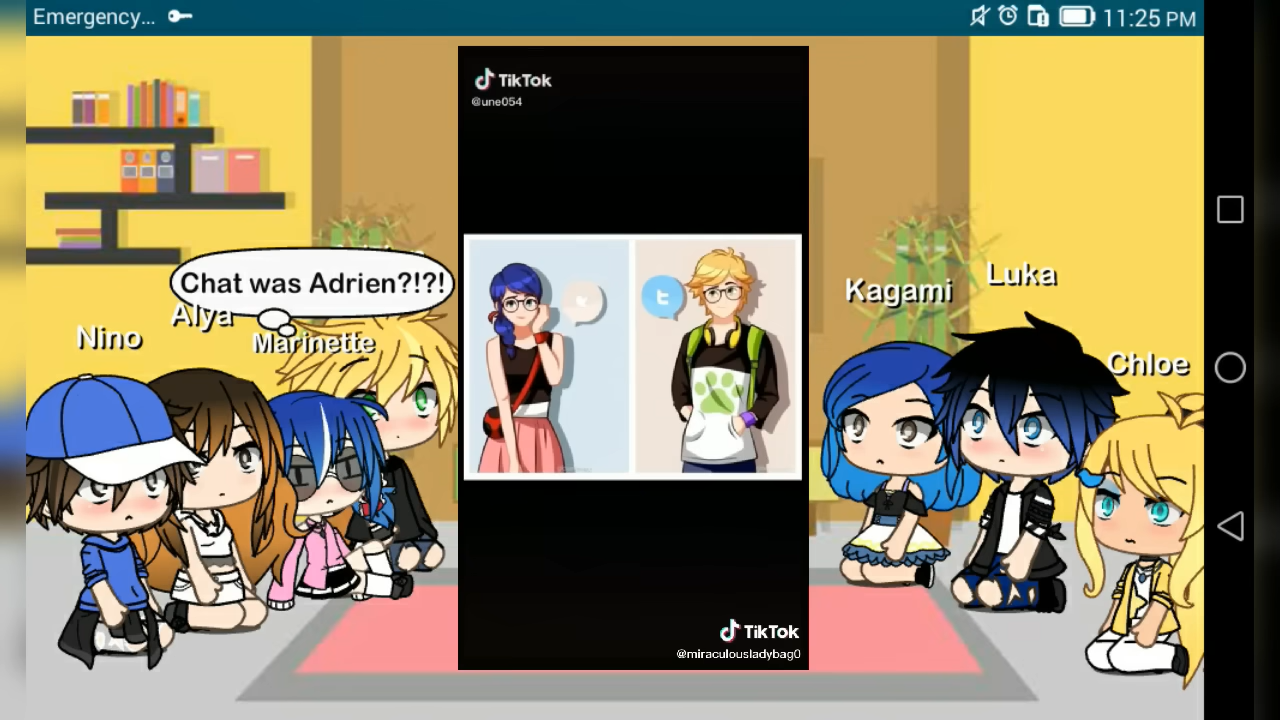 Emergency...
11:25 PM
TikTok
@une054
Chat was Adrien?!?!
Nino
Alya
Marinette
Kagami
Luka
Chloe
TikTok
@miraculousladybag0